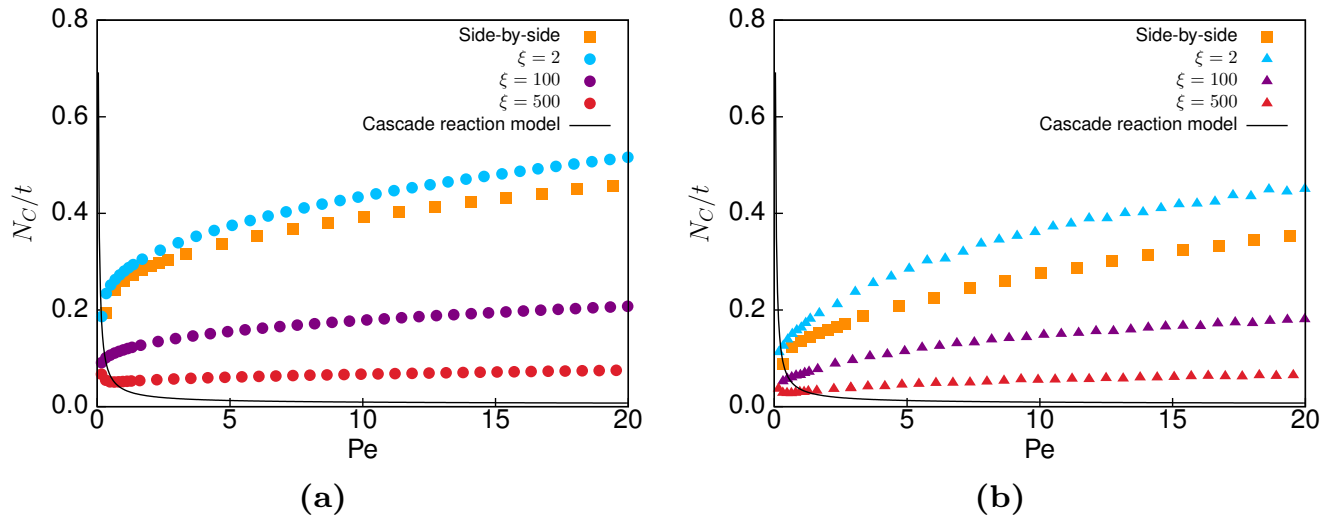 0.8
0.6
0.4
0.2
0.0
N_C/t
Side-by-side
ξ = 2
ξ = 100
ξ = 500
Cascade reaction model
0 5 10 15 20
Pe
(a)
0.8
0.6
0.4
0.2
0.0
N_C/t
Side-by-side
ξ = 2
ξ = 100
ξ = 500
Cascade reaction model
0 5 10 15 20
Pe
(b)